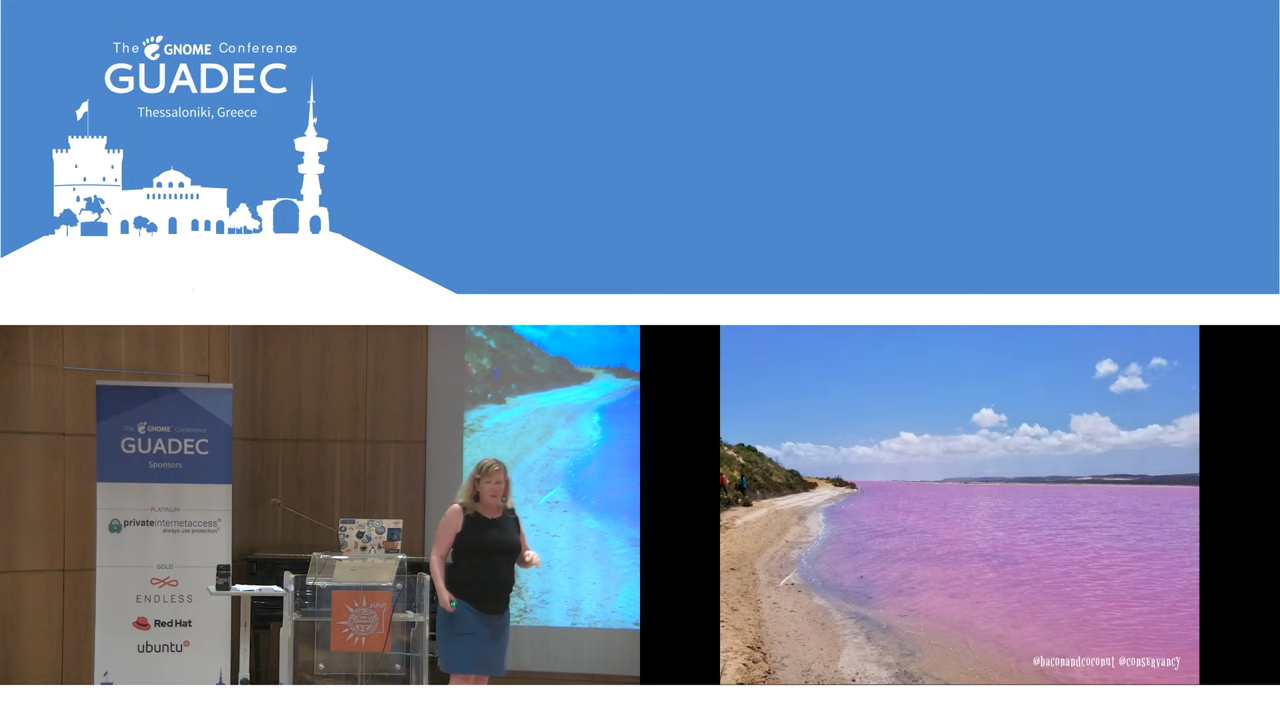 The GNOME Conference
GUADEC
Thessaloniki, Greece
The GNOME Conference
GUADEC
Sponsors
PLATINUM
privateinternetaccess
always use protection
GOLD
ENDLESS
Red Hat
ubuntu
@baconandcoconut @conservancy